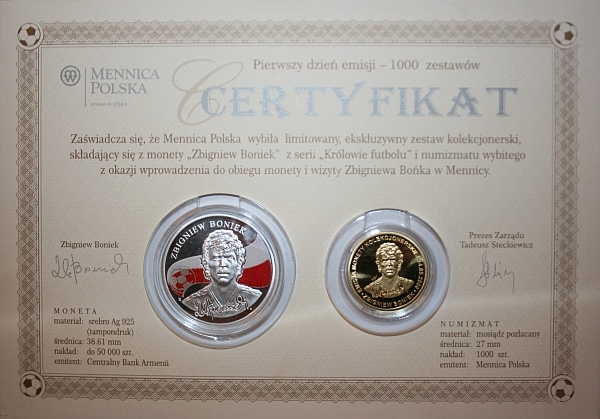 MENNICA
POLSKA
Pierwszy dzień emisji – 1000 zestawów
CERTYFIKAT
Zaświadcza się, że Mennica Polska wybiła limitowany, ekskluzywny zestaw kolekcjonerski,
składający się z monety „Zbigniew Boniek” z serii „Królowie futbolu” i numizmatu wybitego
z okazji wprowadzenia do obiegu monety i wizyty Zbigniewa Bońka w Mennicy.
Zbigniew Boniek
ZBIGNIEW BONIEK
ZBIGNIEW BONIEK
Prezes Zarządu
Tadeusz Steckiewicz
MONETA
materiał: srebro Ag 925
(tampondruk)
średnica: 38.61 mm
nakład: do 50 000 szt.
emitent: Centralny Bank Armenii
NUMIZMAT
materiał: mosiądz pozłacany
średnica: 27 mm
nakład: 1000 szt.
emitent: Mennica Polska